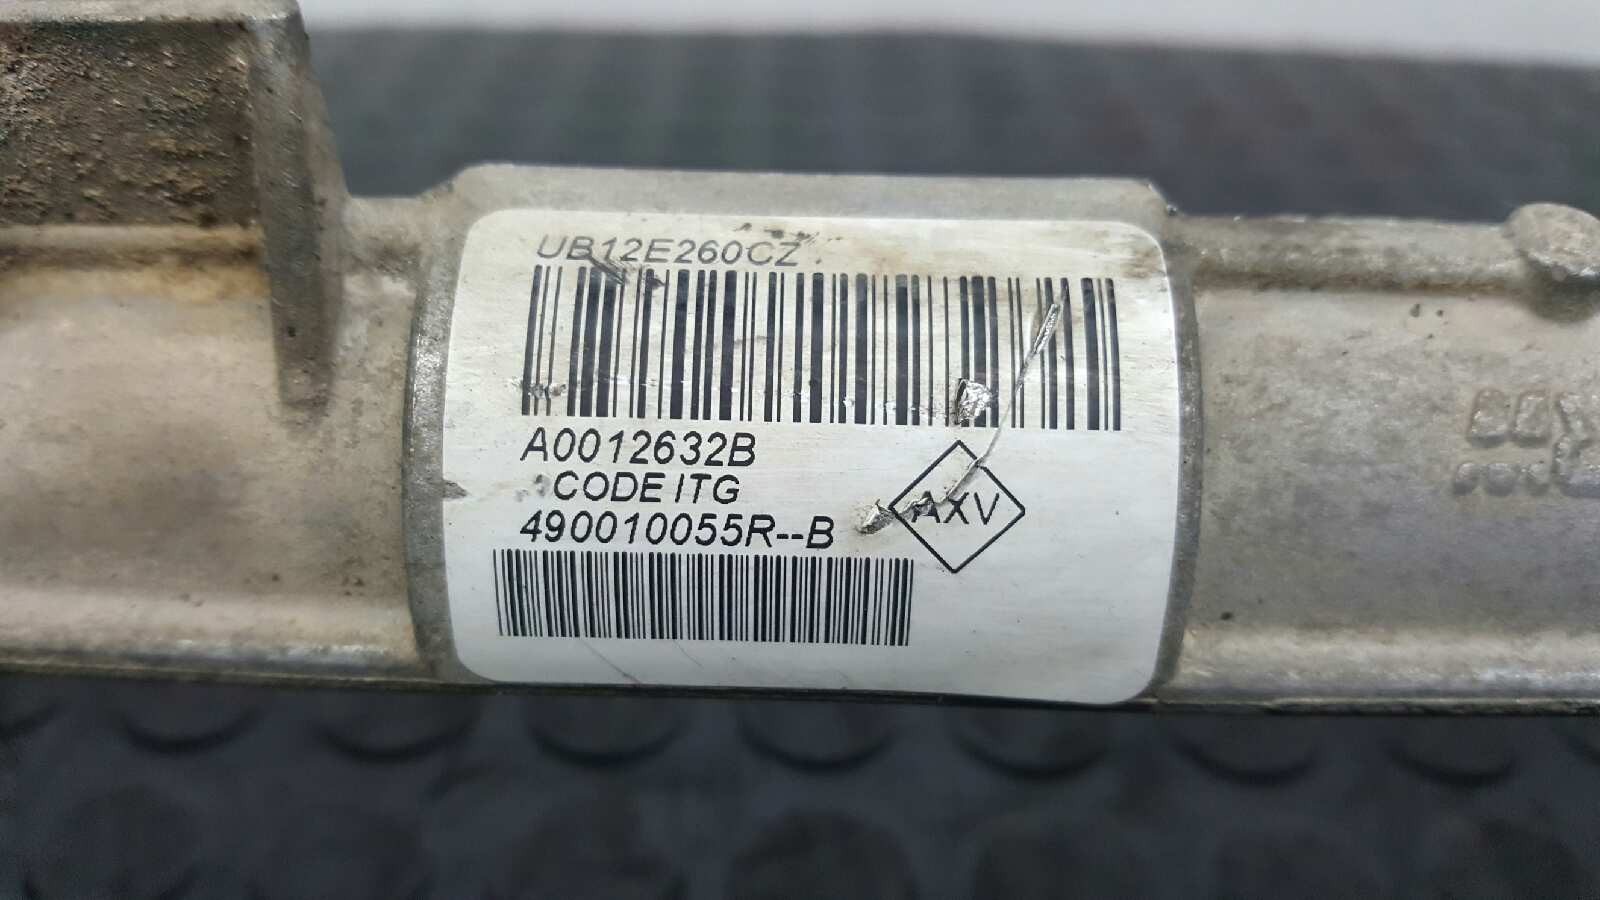 UB12E260CZ
A0012632B
CODE ITG
490010055R--B
AXV